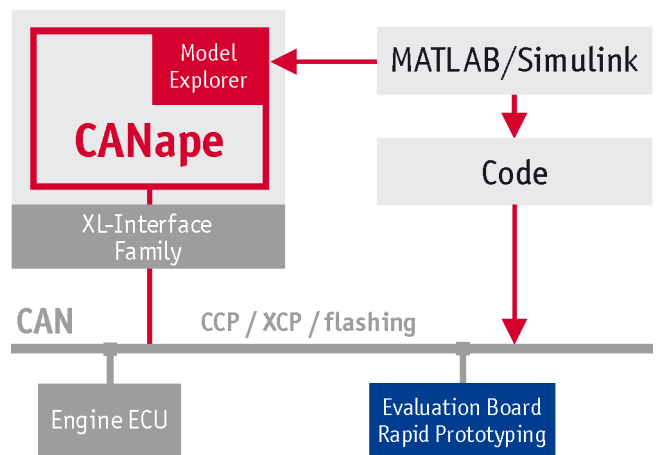 Model
Explorer
CANape
XL-Interface
Family
MATLAB/Simulink
Code
CAN
CCP / XCP / flashing
Engine ECU
Evaluation Board
Rapid Prototyping